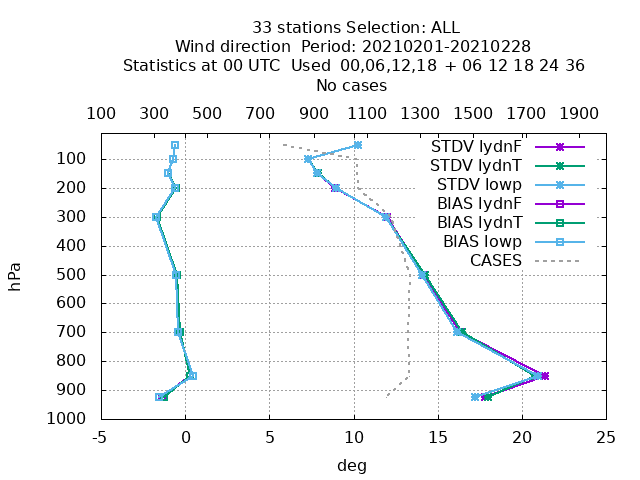 33 stations Selection: ALL
Wind direction  Period: 20210201-20210228
Statistics at 00 UTC  Used  00,06,12,18  + 06 12 18 24 36
No cases
100 300 500 700 900 1100 1300 1500 1700 1900
STDV lydnF
STDV lydnT
STDV lowp
BIAS lydnF
BIAS lydnT
BIAS lowp
CASES
100
200
300
400
500
600
700
800
900
1000
hPa
-5 0 5 10 15 20 25
deg